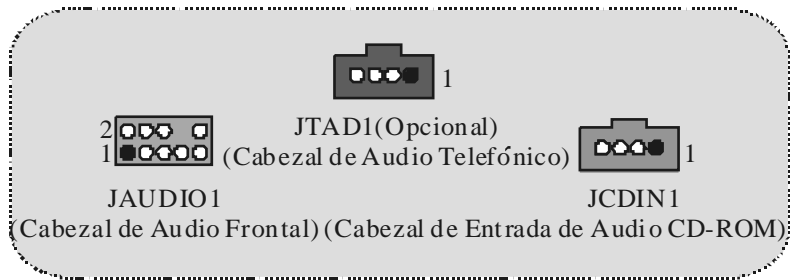 1
JTAD1(Opcional)
(Cabezal de Audio Telefónico)
2
1
JAUDIO1
(Cabezal de Audio Frontal)
1
JCDIN1
(Cabezal de Entrada de Audio CD-ROM)